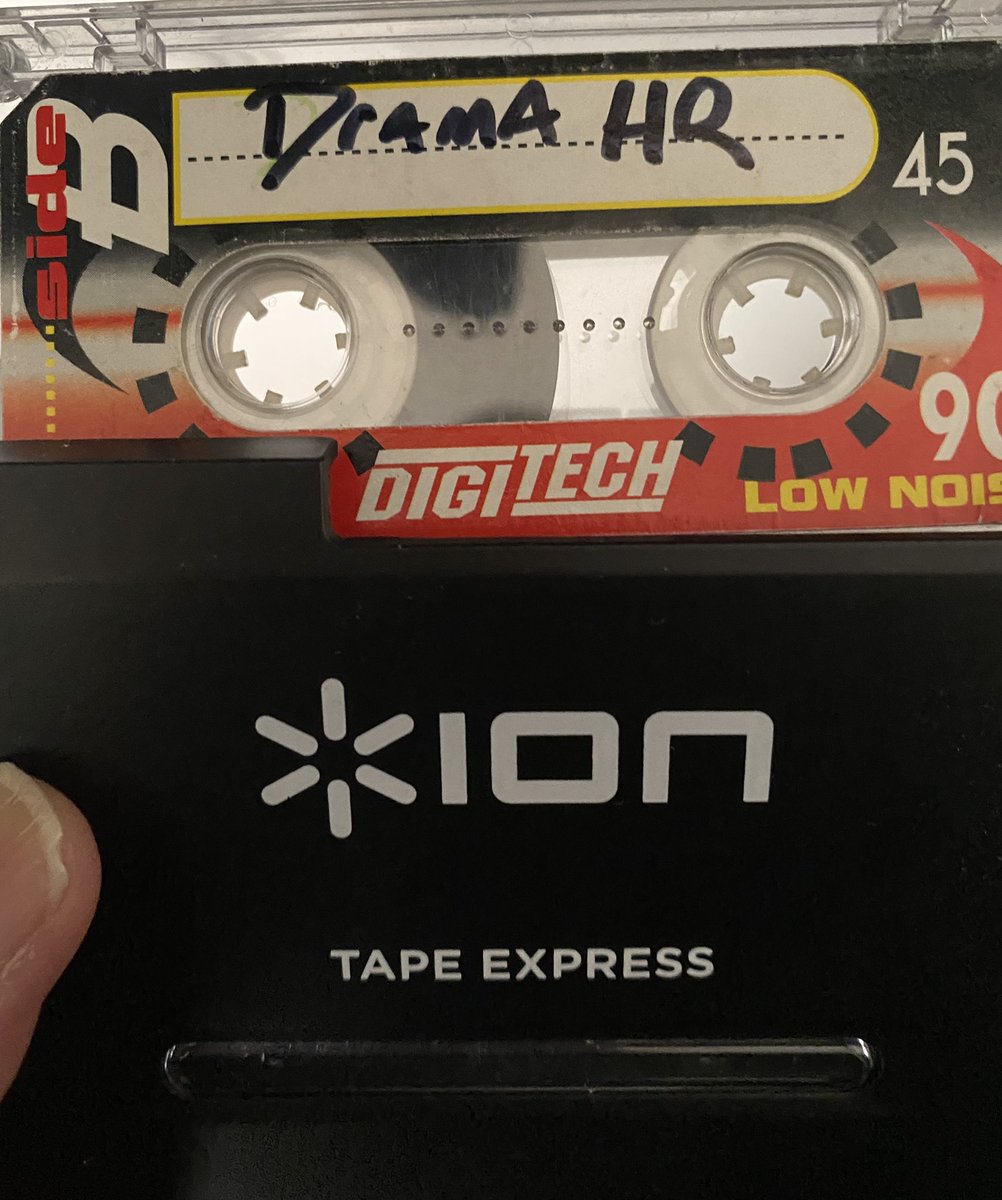 side B
DramA HQ
45
90
DIGITECH
LOW NOIS
ion
TAPE EXPRESS